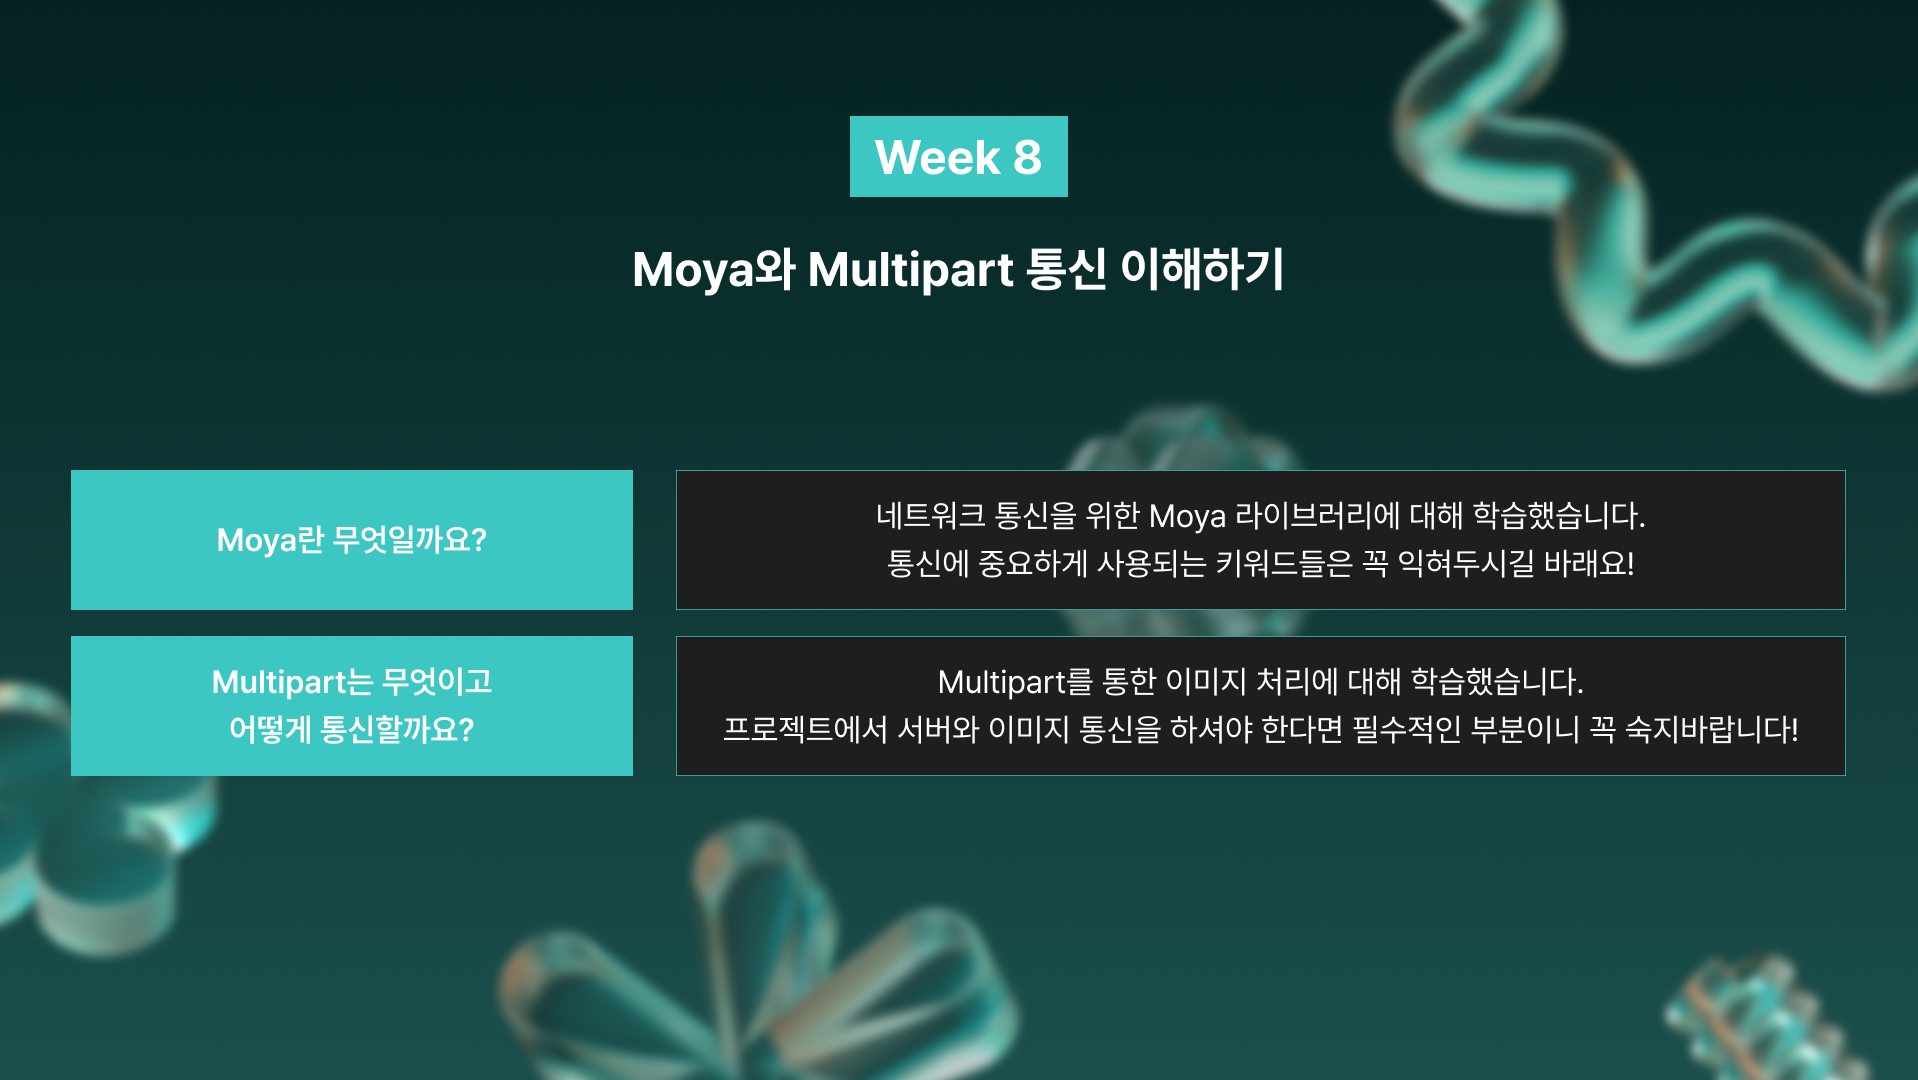 Week 8
Moya와 Multipart 통신 이해하기
Moya란 무엇일까요?
네트워크 통신을 위한 Moya 라이브러리에 대해 학습했습니다.
통신에 중요하게 사용되는 키워드들은 꼭 익혀두시길 바래요!
Multipart는 무엇이고
어떻게 통신할까요?
Multipart를 통한 이미지 처리에 대해 학습했습니다.
프로젝트에서 서버와 이미지 통신을 하셔야 한다면 필수적인 부분이니 꼭 숙지바랍니다!